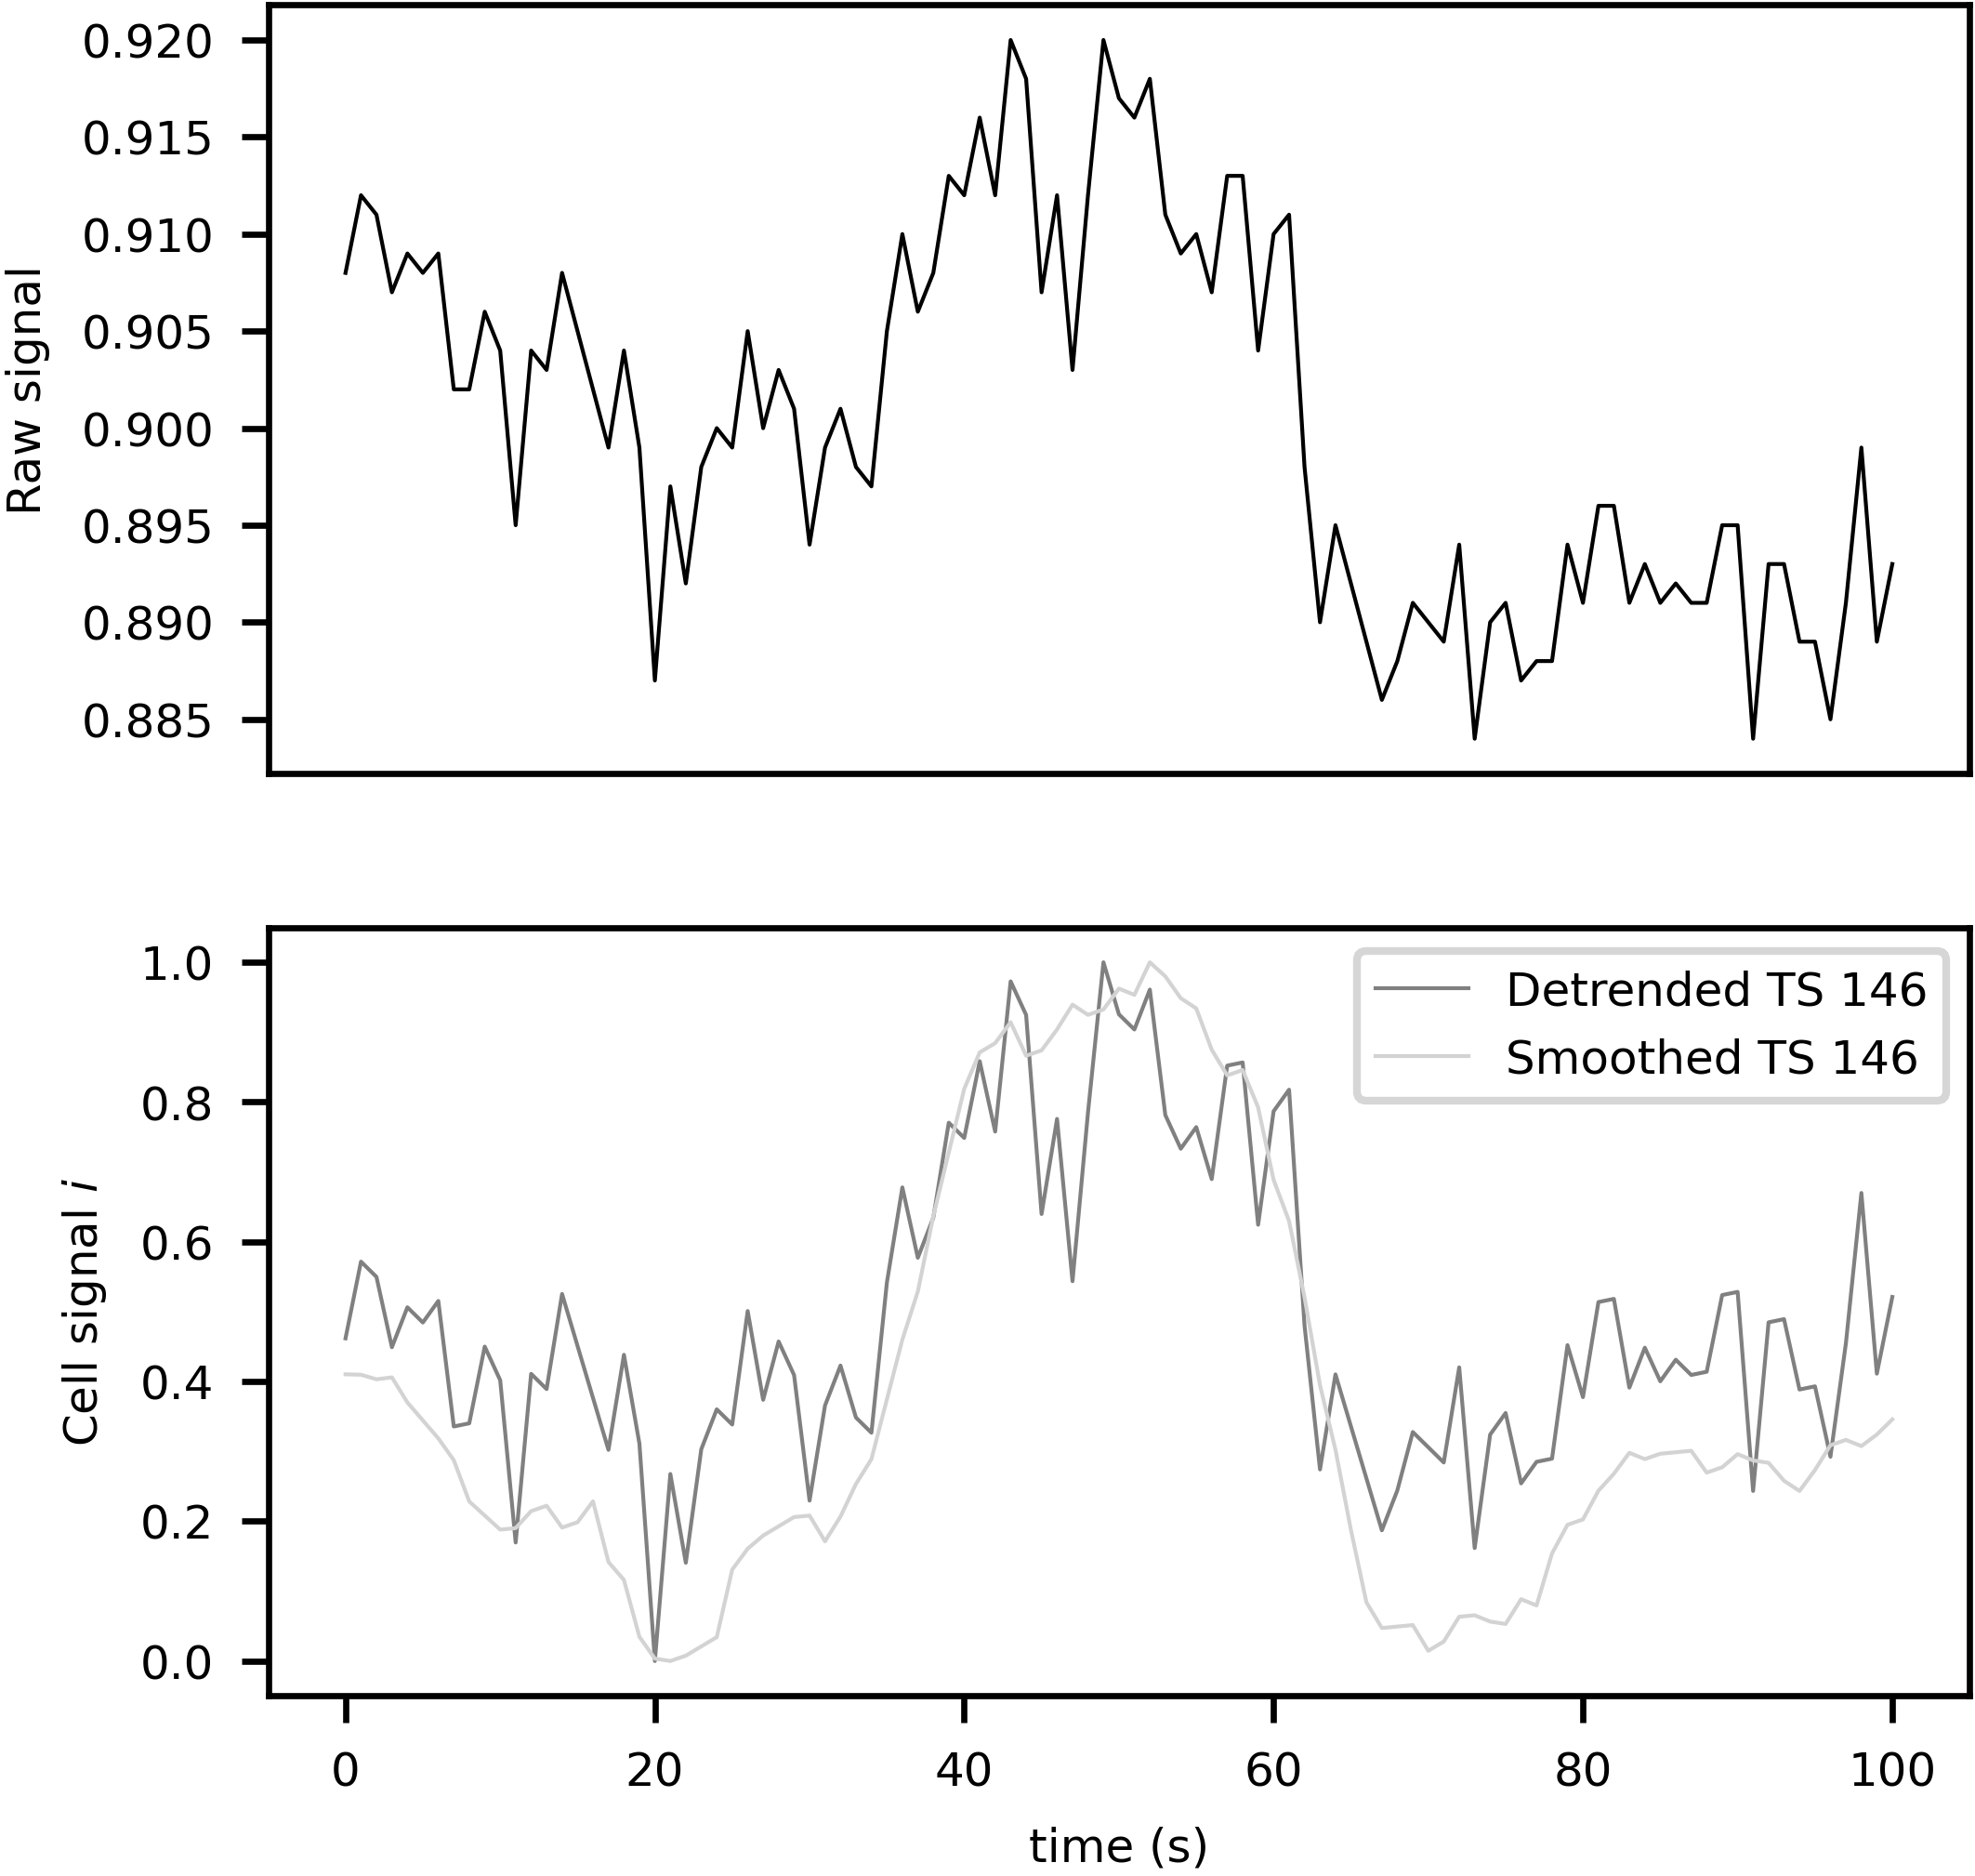 0.920
0.915
0.910
0.905
0.900
0.895
0.890
0.885
Raw signal
1.0
0.8
0.6
0.4
0.2
0.0
Cell signal i
Detrended TS 146
Smoothed TS 146
0 20 40 60 80 100
time (s)